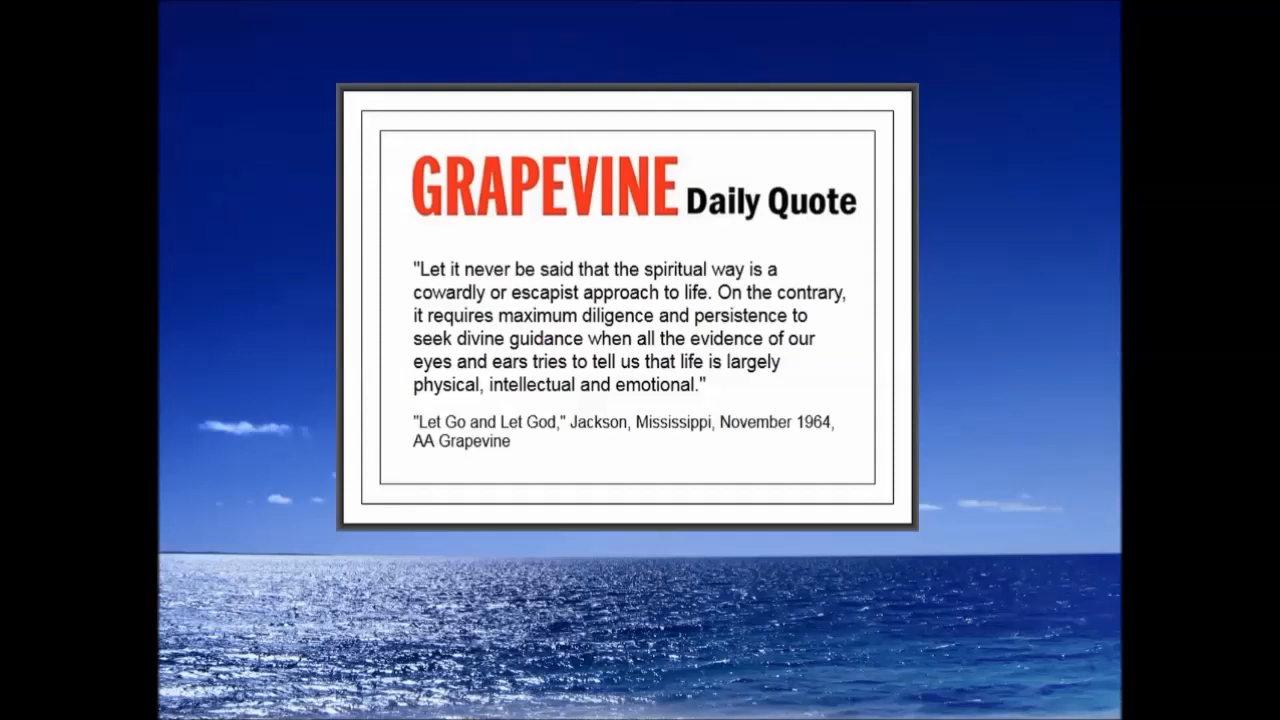 GRAPEVINE Daily Quote
"Let it never be said that the spiritual way is a
cowardly or escapist approach to life. On the contrary,
it requires maximum diligence and persistence to
seek divine guidance when all the evidence of our
eyes and ears tries to tell us that life is largely
physical, intellectual and emotional."
"Let Go and Let God," Jackson, Mississippi, November 1964,
AA Grapevine